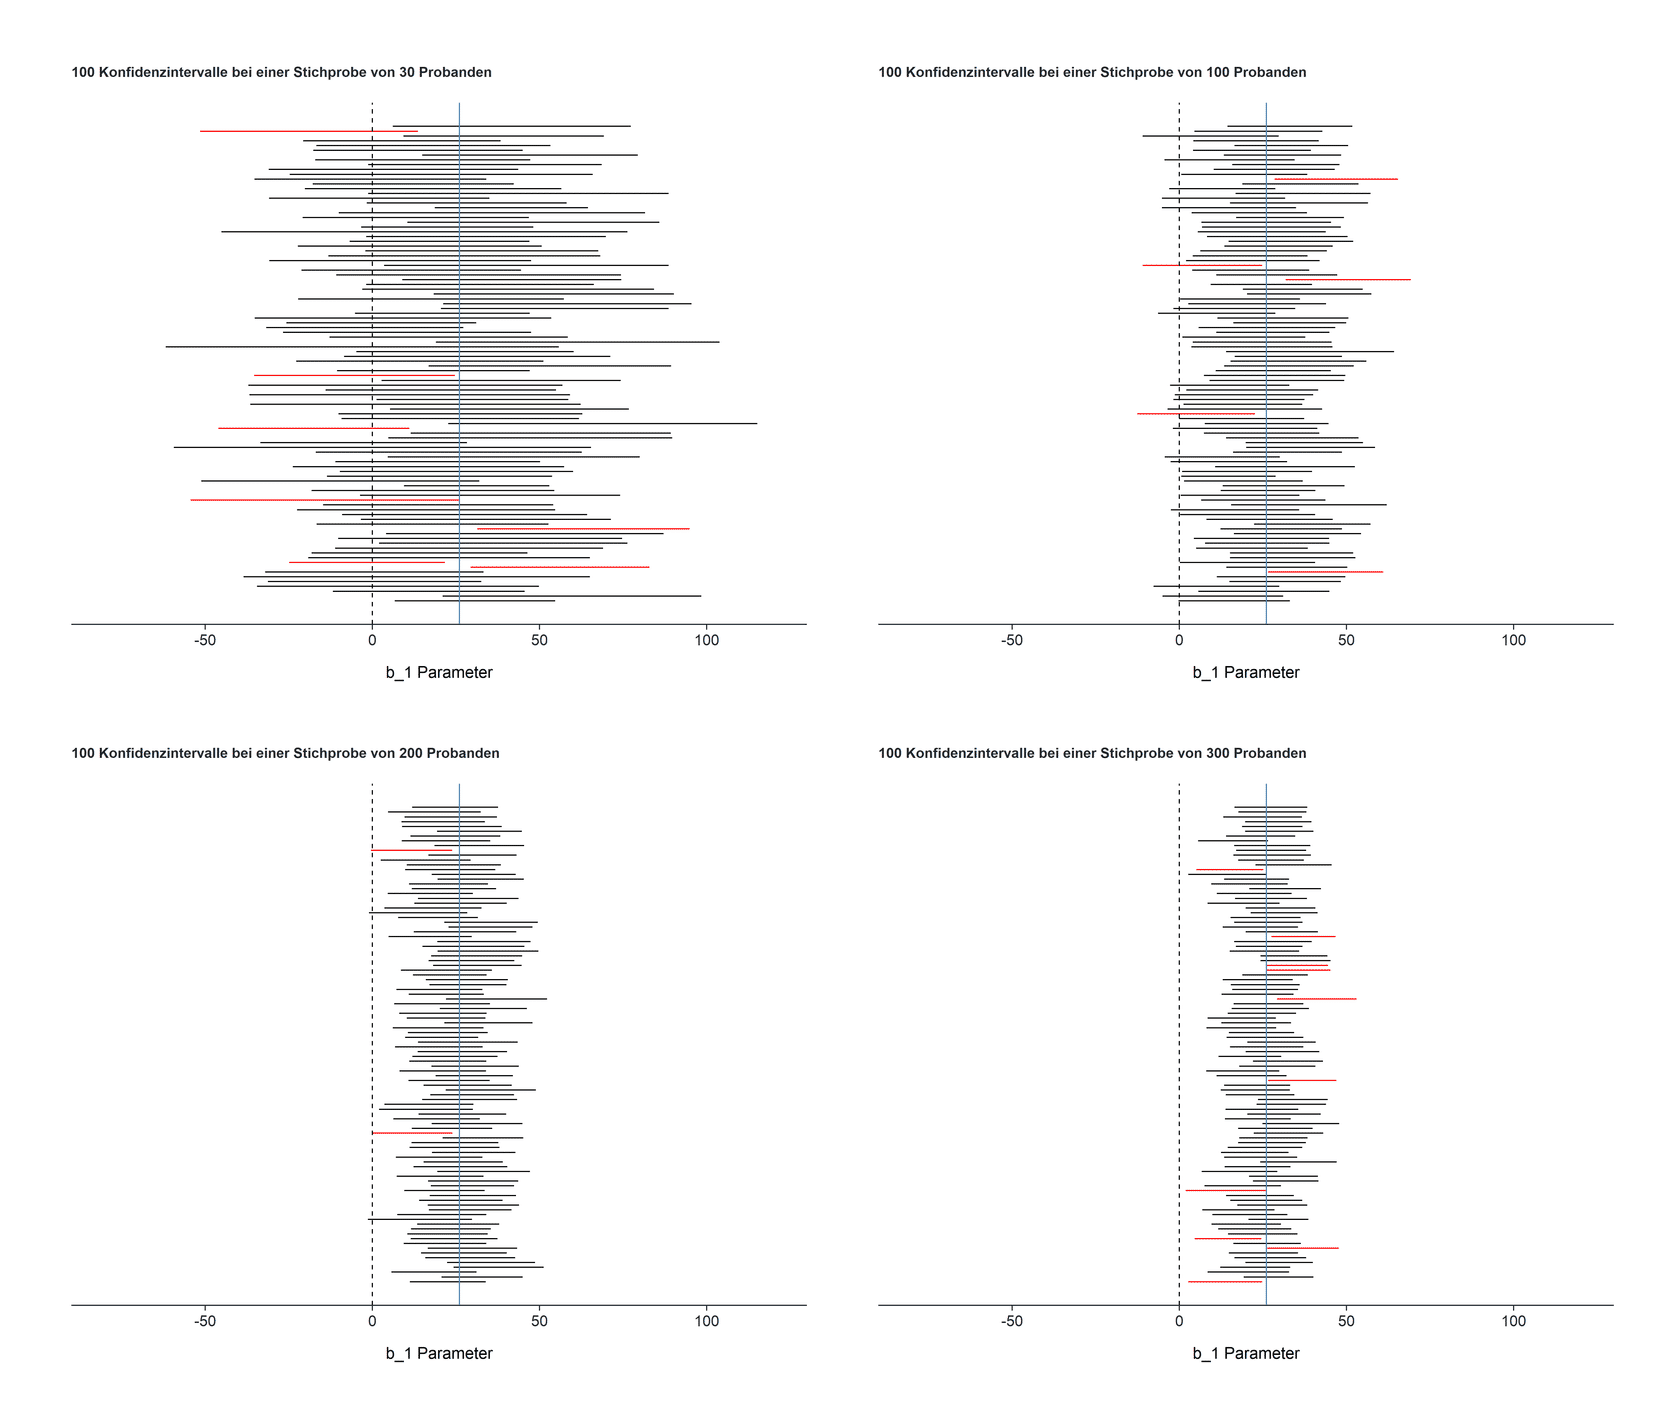 100 Konfidenzintervalle bei einer Stichprobe von 30 Probanden
-50 0 50 100
b_1 Parameter
100 Konfidenzintervalle bei einer Stichprobe von 100 Probanden
-50 0 50 100
b_1 Parameter
100 Konfidenzintervalle bei einer Stichprobe von 200 Probanden
-50 0 50 100
b_1 Parameter
100 Konfidenzintervalle bei einer Stichprobe von 300 Probanden
-50 0 50 100
b_1 Parameter